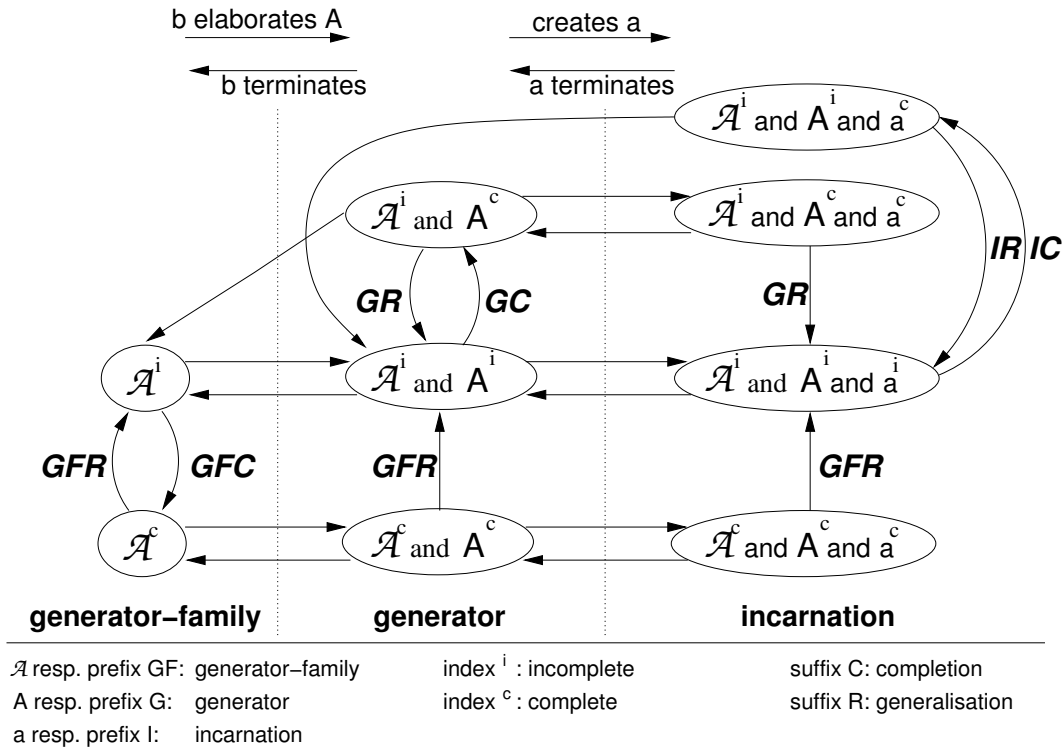 b elaborates A
creates a
b terminates
a terminates
𝒜ⁱ and Aⁱ and aᶜ
𝒜ⁱ and Aᶜ
𝒜ⁱ and Aᶜ and aᶜ
IR IC
GR GC
GR
𝒜ⁱ
𝒜ⁱ and Aⁱ
𝒜ⁱ and Aⁱ and aⁱ
GFR GFC
GFR
GFR
𝒜ᶜ
𝒜ᶜ and Aᶜ
𝒜ᶜ and Aᶜ and aᶜ
generator−family
generator
incarnation
𝒜 resp. prefix GF: generator−family
index ⁱ : incomplete
suffix C: completion
A resp. prefix G: generator
index ᶜ : complete
suffix R: generalisation
a resp. prefix I: incarnation